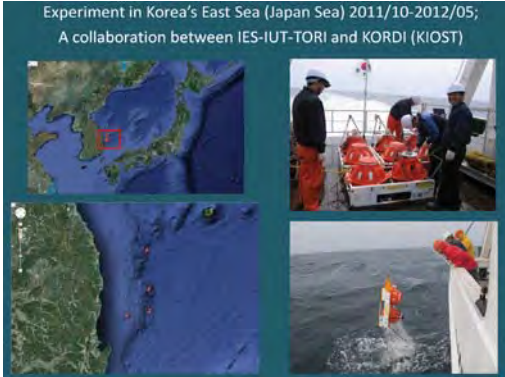 Experiment in Korea's East Sea (Japan Sea) 2011/10-2012/05;
A collaboration between IES-IUT-TORI and KORDI (KIOST)